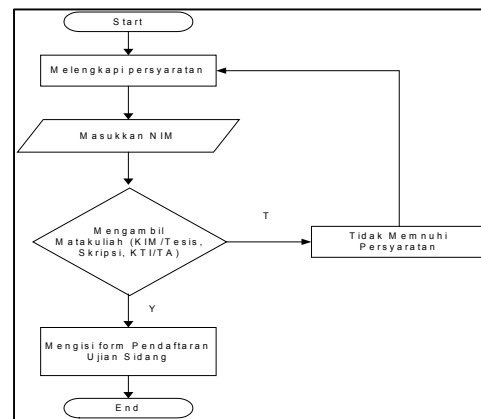 Start
Melengkapi persyaratan
Masukkan NIM
Mengambil
Matakuliah (KIM/Tesis,
Skripsi, KTI/TA)
T
Tidak Memnuhi
Persyaratan
Y
Mengisi form Pendaftaran
Ujian Sidang
End